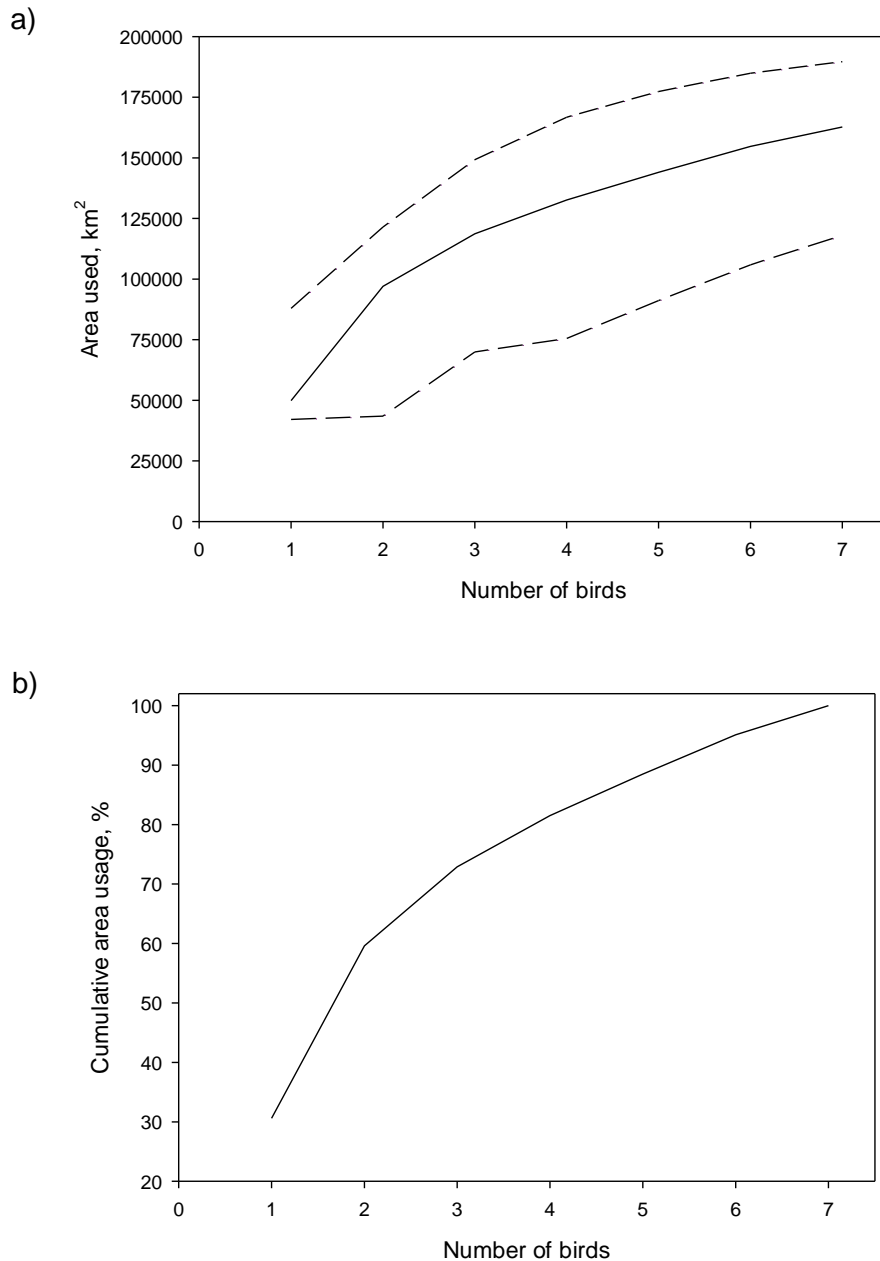 a)
200000
175000
150000
125000
100000
75000
50000
25000
0
Area used, km²
0 1 2 3 4 5 6 7
Number of birds
b)
100
90
80
70
60
50
40
30
20
Cumulative area usage, %
0 1 2 3 4 5 6 7
Number of birds